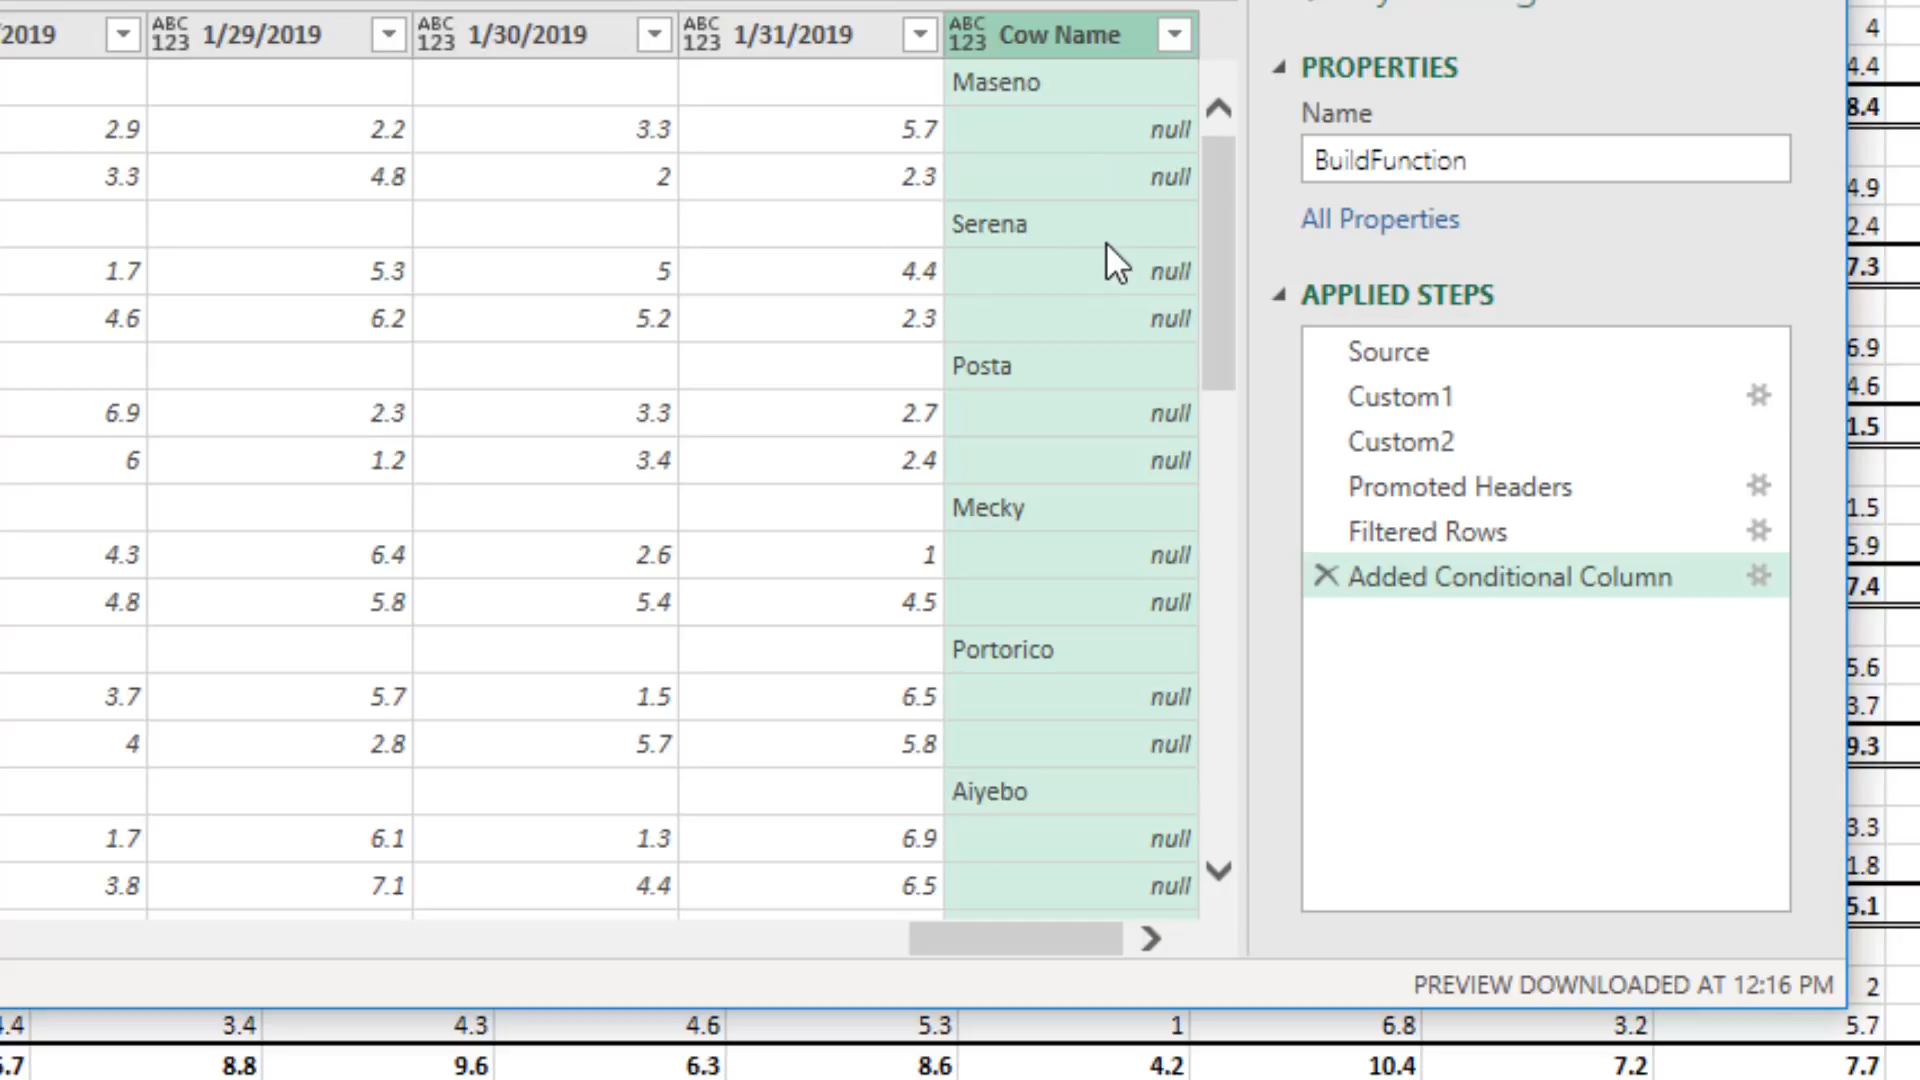 /2019 ABC 123 1/29/2019 ABC 123 1/30/2019 ABC 123 1/31/2019 ABC 123 Cow Name
Maseno
2.9 2.2 3.3 5.7 null
3.3 4.8 2 2.3 null
Serena
1.7 5.3 5 4.4 null
4.6 6.2 5.2 2.3 null
Posta
6.9 2.3 3.3 2.7 null
6 1.2 3.4 2.4 null
Mecky
4.3 6.4 2.6 1 null
4.8 5.8 5.4 4.5 null
Portorico
3.7 5.7 1.5 6.5 null
4 2.8 5.7 5.8 null
Aiyebo
1.7 6.1 1.3 6.9 null
3.8 7.1 4.4 6.5 null
PROPERTIES
Name
BuildFunction
All Properties
APPLIED STEPS
Source
Custom1
Custom2
Promoted Headers
Filtered Rows
Added Conditional Column
PREVIEW DOWNLOADED AT 12:16 PM
4
4.4
8.4
4.9
2.4
7.3
6.9
4.6
1.5
1.5
5.9
7.4
5.6
3.7
9.3
3.3
1.8
5.1
2
.4 3.4 4.3 4.6 5.3 1 6.8 3.2 5.7
.7 8.8 9.6 6.3 8.6 4.2 10.4 7.2 7.7